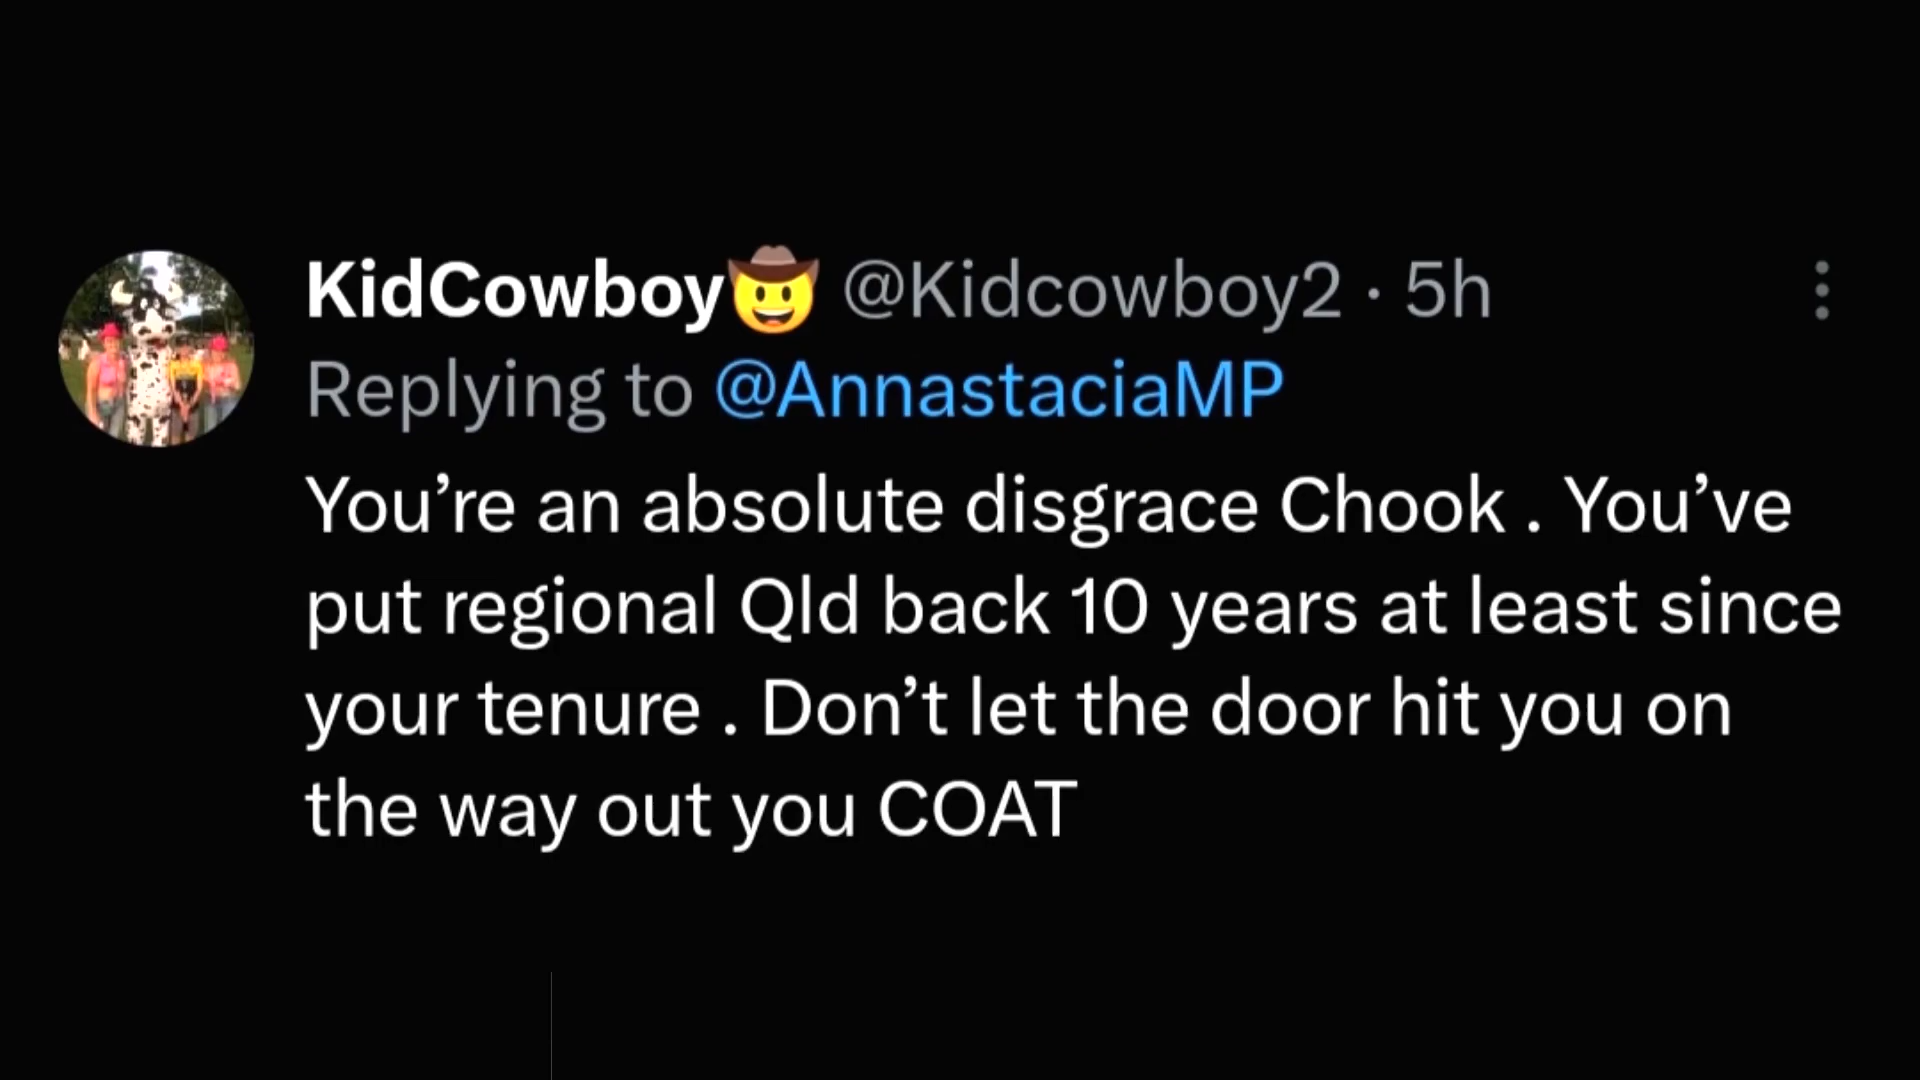 KidCowboy🤠 @Kidcowboy2 · 5h
Replying to @AnnastaciaMP
You’re an absolute disgrace Chook . You’ve
put regional Qld back 10 years at least since
your tenure . Don’t let the door hit you on
the way out you COAT